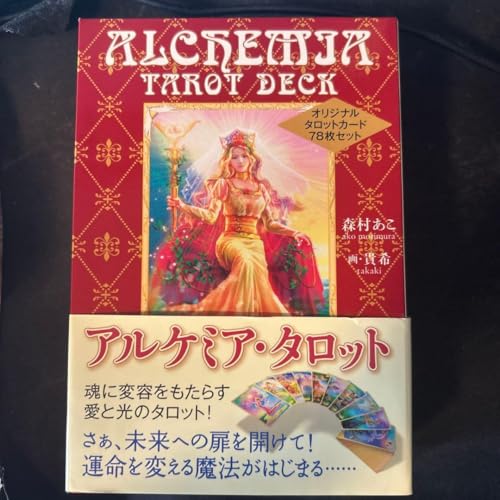 ALCHEMIA
TAROT DECK
オリジナル
タロットカード
78枚セット
森村あこ
ako morimura
画・貴希
takaki
アルケミア・タロット
魂に変容をもたらす
愛と光のタロット!
さぁ、未来への扉を開けて!
運命を変える魔法がはじまる……